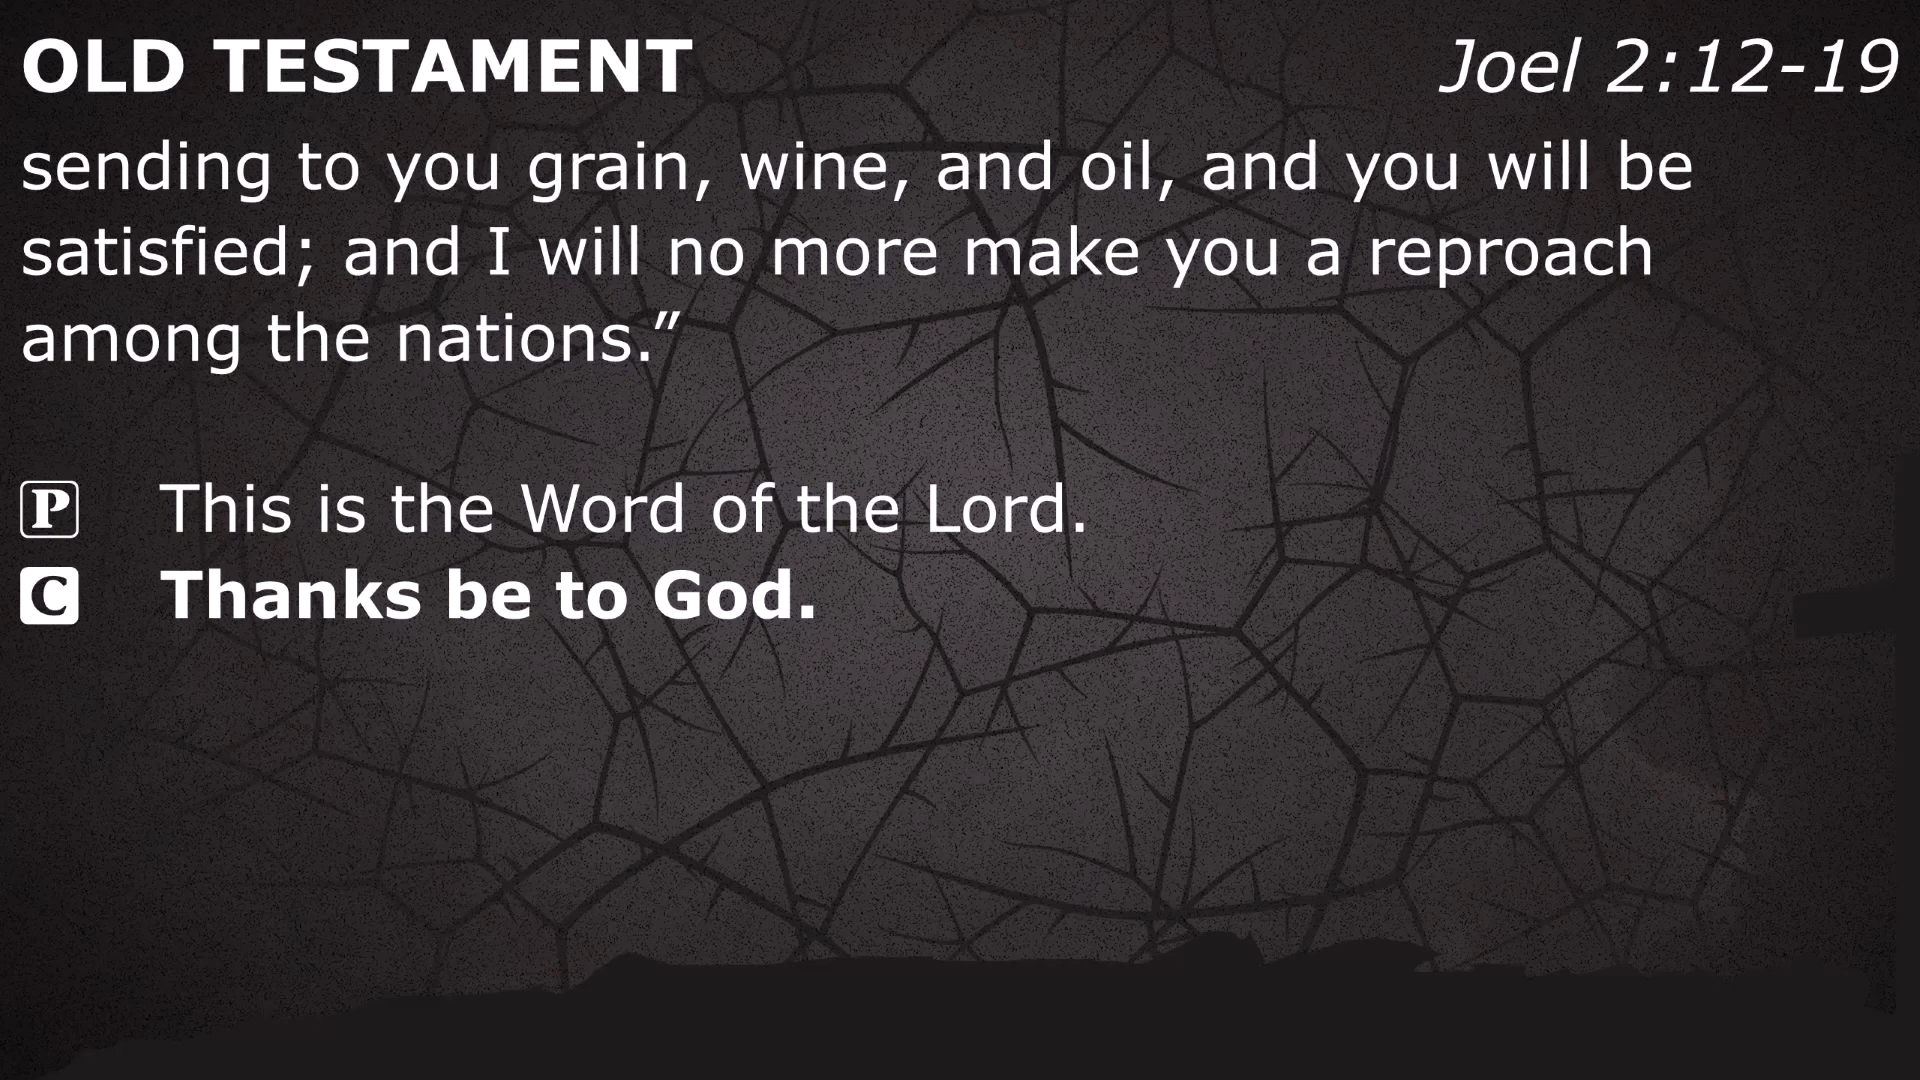 OLD TESTAMENT Joel 2:12-19
sending to you grain, wine, and oil, and you will be
satisfied; and I will no more make you a reproach
among the nations.”
P This is the Word of the Lord.
C Thanks be to God.